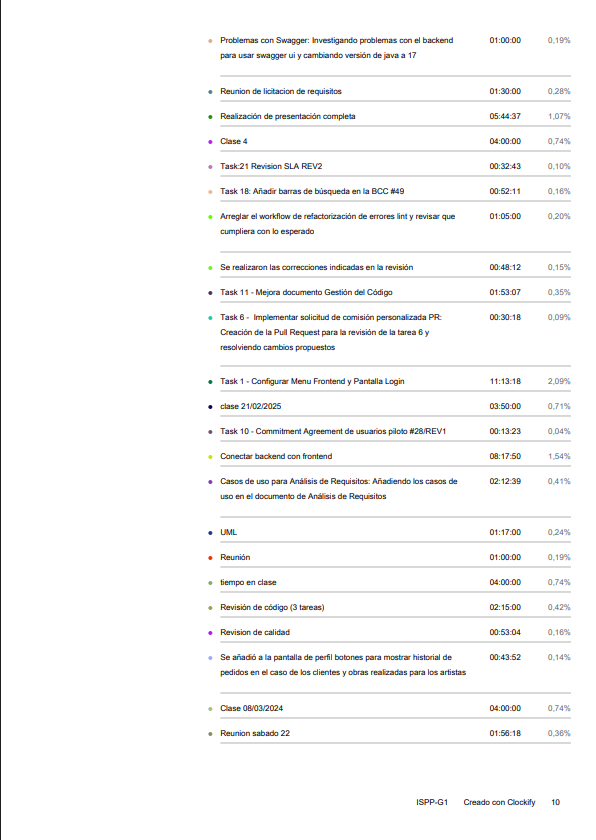 Problemas con Swagger: Investigando problemas con el backend 01:00:00 0,19%
para usar swagger ui y cambiando versión de java a 17
Reunion de licitacion de requisitos 01:30:00 0,28%
Realización de presentación completa 05:44:37 1,07%
Clase 4 04:00:00 0,74%
Task:21 Revision SLA REV2 00:32:43 0,10%
Task 18: Añadir barras de búsqueda en la BCC #49 00:52:11 0,16%
Arreglar el workflow de refactorización de errores lint y revisar que 01:05:00 0,20%
cumpliera con lo esperado
Se realizaron las correcciones indicadas en la revisión 00:48:12 0,15%
Task 11 - Mejora documento Gestión del Código 01:53:07 0,35%
Task 6 - Implementar solicitud de comisión personalizada PR: 00:30:18 0,09%
Creación de la Pull Request para la revisión de la tarea 6 y
resolviendo cambios propuestos
Task 1 - Configurar Menu Frontend y Pantalla Login 11:13:18 2,09%
clase 21/02/2025 03:50:00 0,71%
Task 10 - Commitment Agreement de usuarios piloto #28/REV1 00:13:23 0,04%
Conectar backend con frontend 08:17:50 1,54%
Casos de uso para Análisis de Requisitos: Añadiendo los casos de 02:12:39 0,41%
uso en el documento de Análisis de Requisitos
UML 01:17:00 0,24%
Reunión 01:00:00 0,19%
tiempo en clase 04:00:00 0,74%
Revisión de código (3 tareas) 02:15:00 0,42%
Revision de calidad 00:53:04 0,16%
Se añadió a la pantalla de perfil botones para mostrar historial de 00:43:52 0,14%
pedidos en el caso de los clientes y obras realizadas para los artistas
Clase 08/03/2024 04:00:00 0,74%
Reunion sabado 22 01:56:18 0,36%
ISPP-G1 Creado con Clockify 10